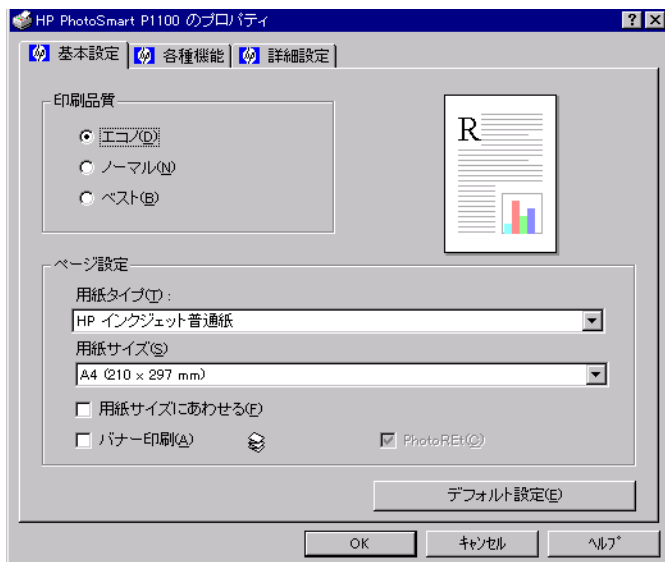 HP PhotoSmart P1100 のプロパティ
基本設定 各種機能 詳細設定
印刷品質
エコノ(D)
ノーマル(N)
ベスト(B)
R
ページ設定
用紙タイプ(T) :
HP インクジェット普通紙
用紙サイズ(S)
A4 (210 x 297 mm)
用紙サイズにあわせる(F)
バナー印刷(A) PhotoREt(C)
デフォルト設定(E)
OK キャンセル ヘルプ